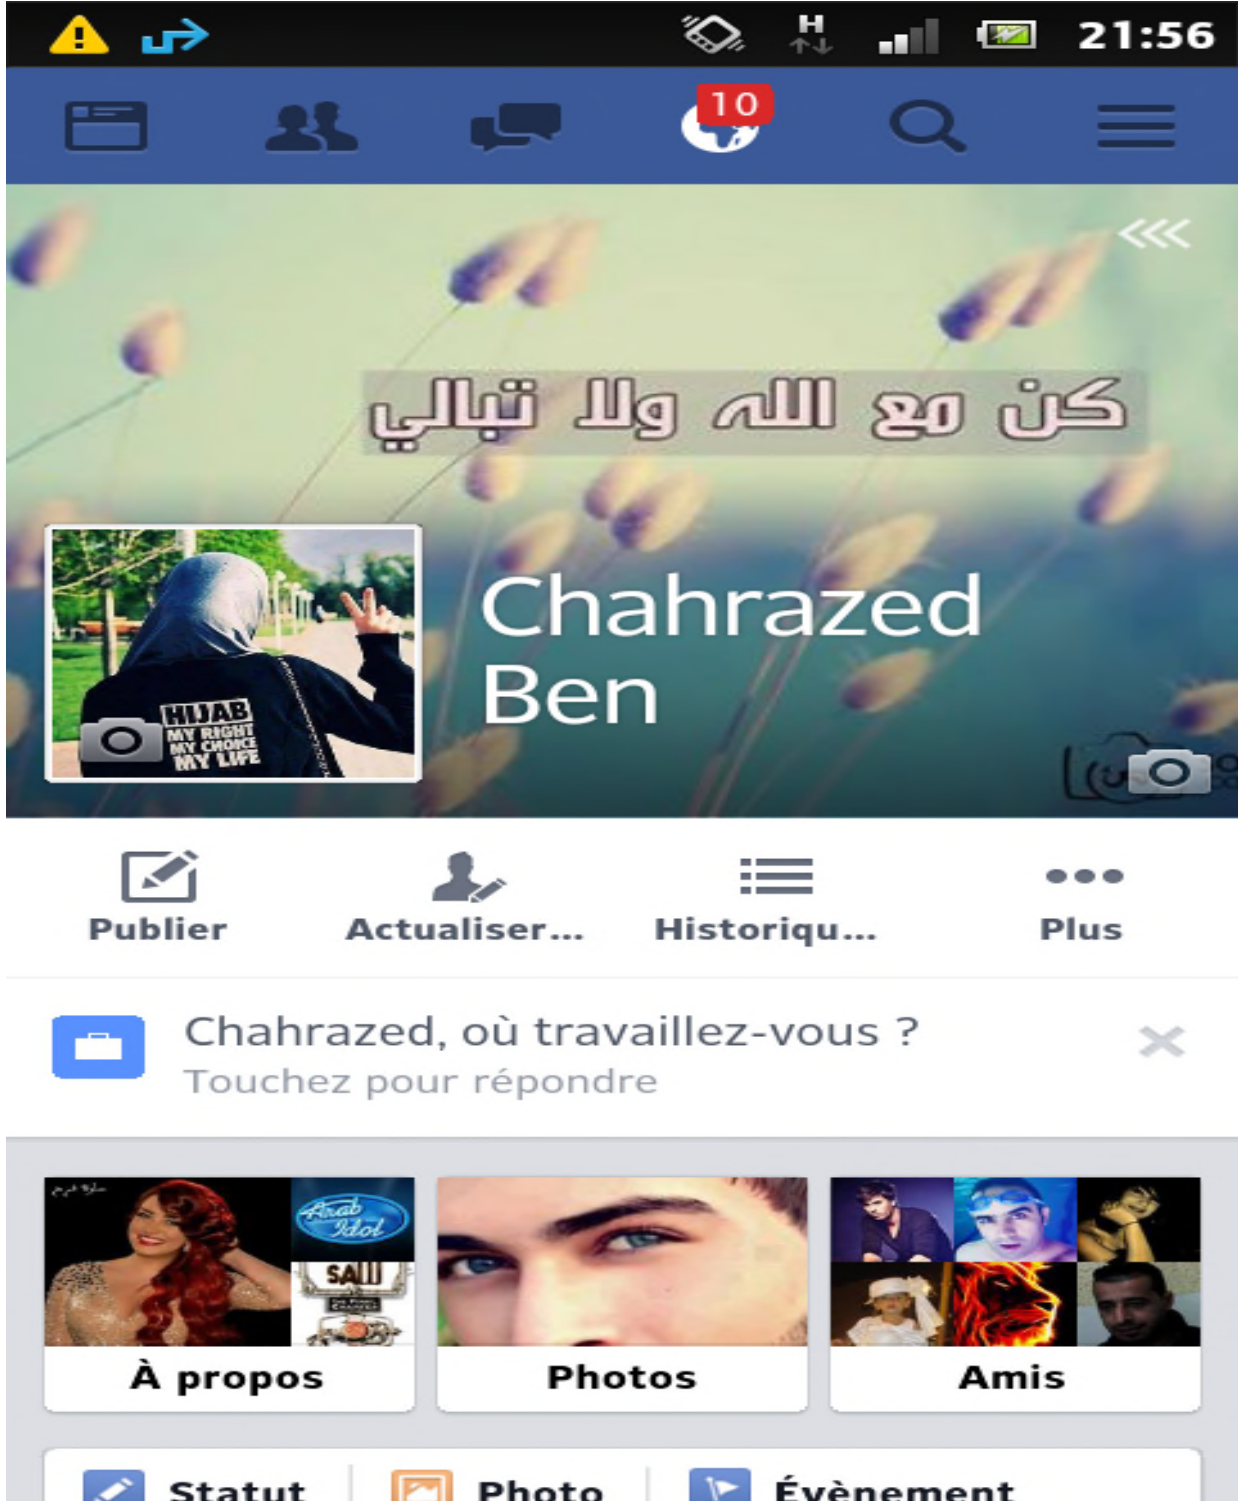 H
21:56
10
كن مع الله ولا تبالي
Chahrazed
Ben
HIJAB
MY RIGHT
MY CHOICE
MY LIFE
Publier
Actualiser...
Historiqu...
Plus
Chahrazed, où travaillez-vous ?
Touchez pour répondre
Arab
Idol
SAW
À propos
Photos
Amis
Statut
Photo
Évènement